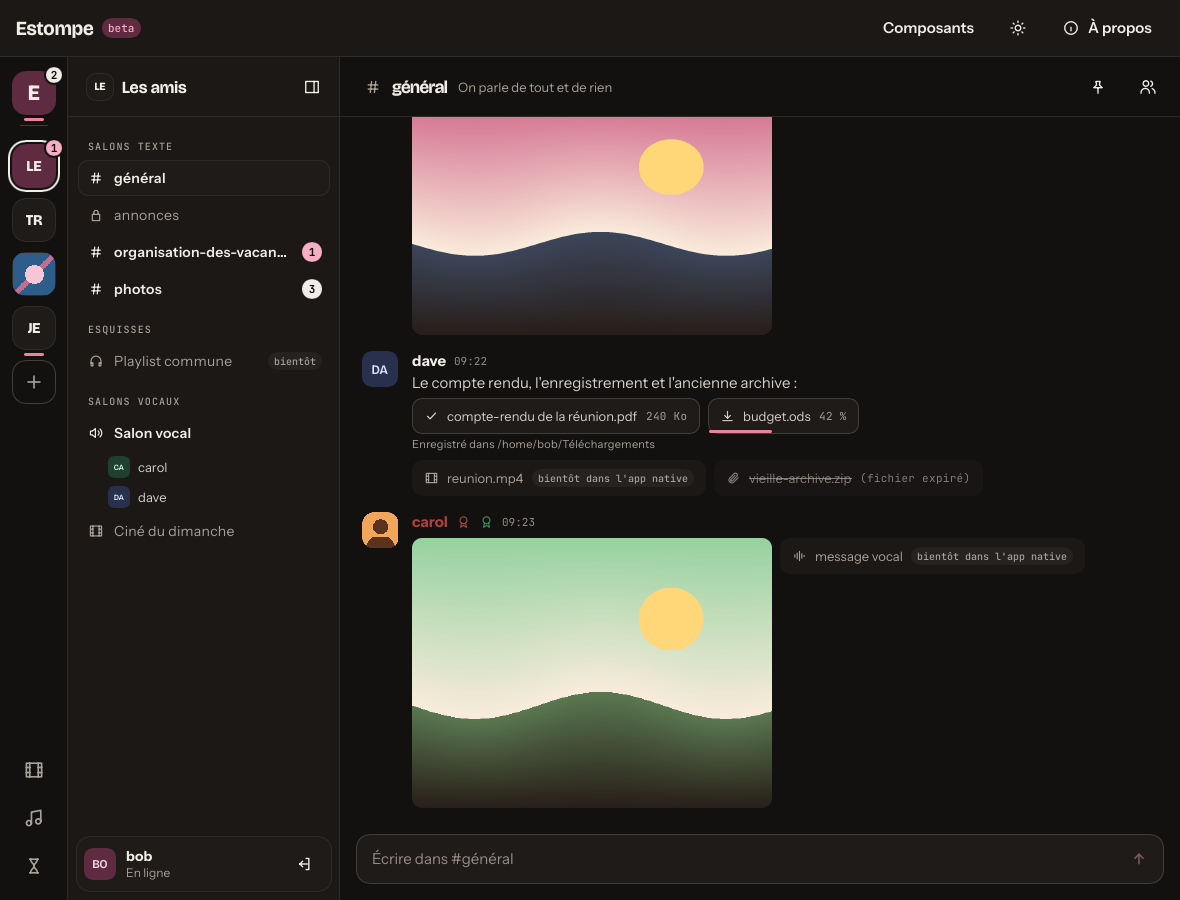 Estompe beta
Composants
À propos
E 2
LE 1
TR
JE
LE Les amis
SALONS TEXTE
# général
annonces
# organisation-des-vacan… 1
# photos 3
ESQUISSES
Playlist commune bientôt
SALONS VOCAUX
Salon vocal
CA carol
DA dave
Ciné du dimanche
BO bob
En ligne
# général On parle de tout et de rien
DA dave 09:22
Le compte rendu, l'enregistrement et l'ancienne archive :
compte-rendu de la réunion.pdf 240 Ko
budget.ods 42 %
Enregistré dans /home/bob/Téléchargements
reunion.mp4 bientôt dans l'app native
vieille-archive.zip (fichier expiré)
carol 09:23
message vocal bientôt dans l'app native
Écrire dans #général